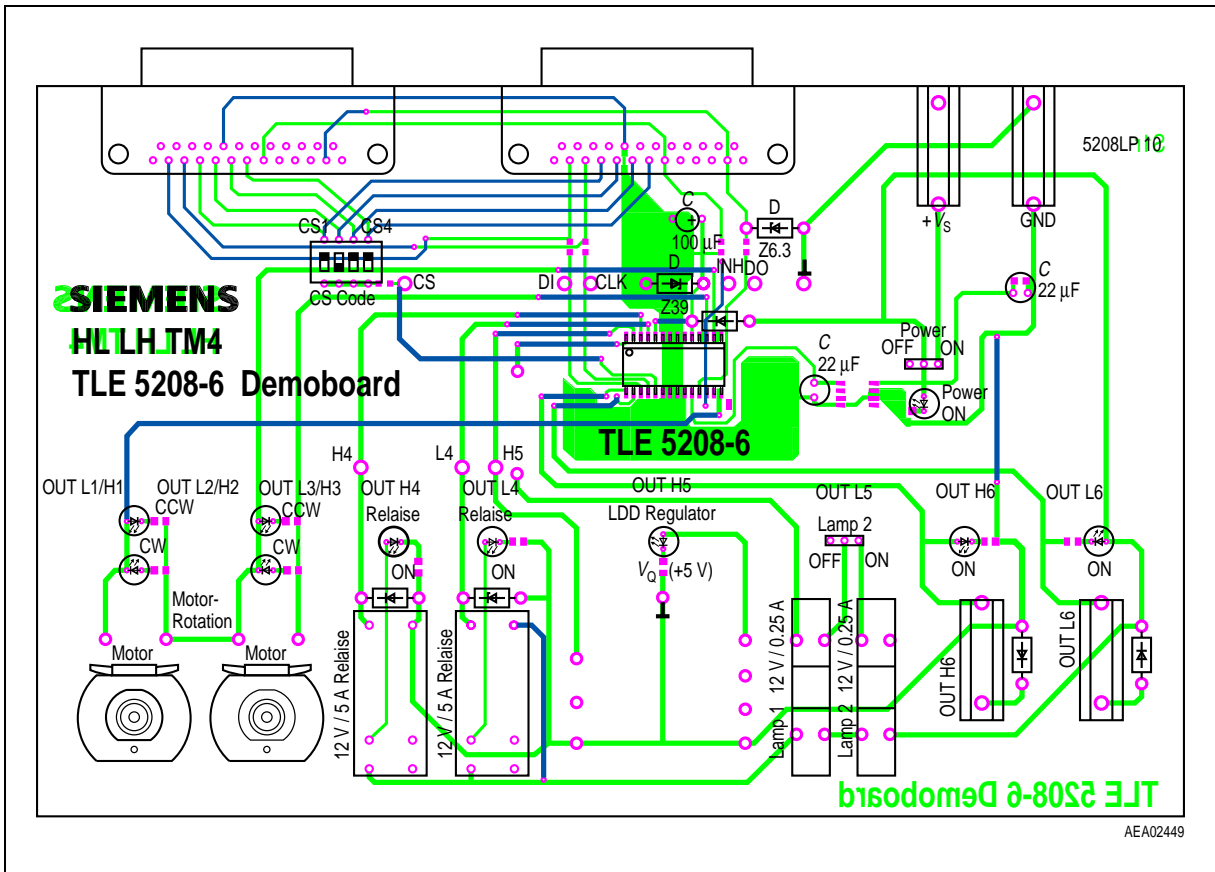 5208LP 10
CS1
CS4
C
100 µF
D
Z6.3
+VS
GND
DI
CLK
D
INH
DO
Z39
C
22 µF
CS
CS Code
SIEMENS
HL LH TM4
TLE 5208-6 Demoboard
Power
OFF
ON
C
22 µF
Power
ON
TLE 5208-6
H4
L4
H5
OUT L1/H1
OUT L2/H2
OUT L3/H3
OUT H4
OUT L4
OUT H5
OUT L5
OUT H6
OUT L6
CCW
CCW
Relaise
Relaise
LDD Regulator
Lamp 2
OFF
ON
CW
CW
ON
ON
VQ (+5 V)
ON
ON
Motor-
Rotation
Motor
Motor
12 V / 5 A Relaise
12 V / 5 A Relaise
Lamp 1 12 V / 0.25 A
Lamp 2 12 V / 0.25 A
OUT H6
OUT L6
TLE 5208-6 Demoboard
AEA02449